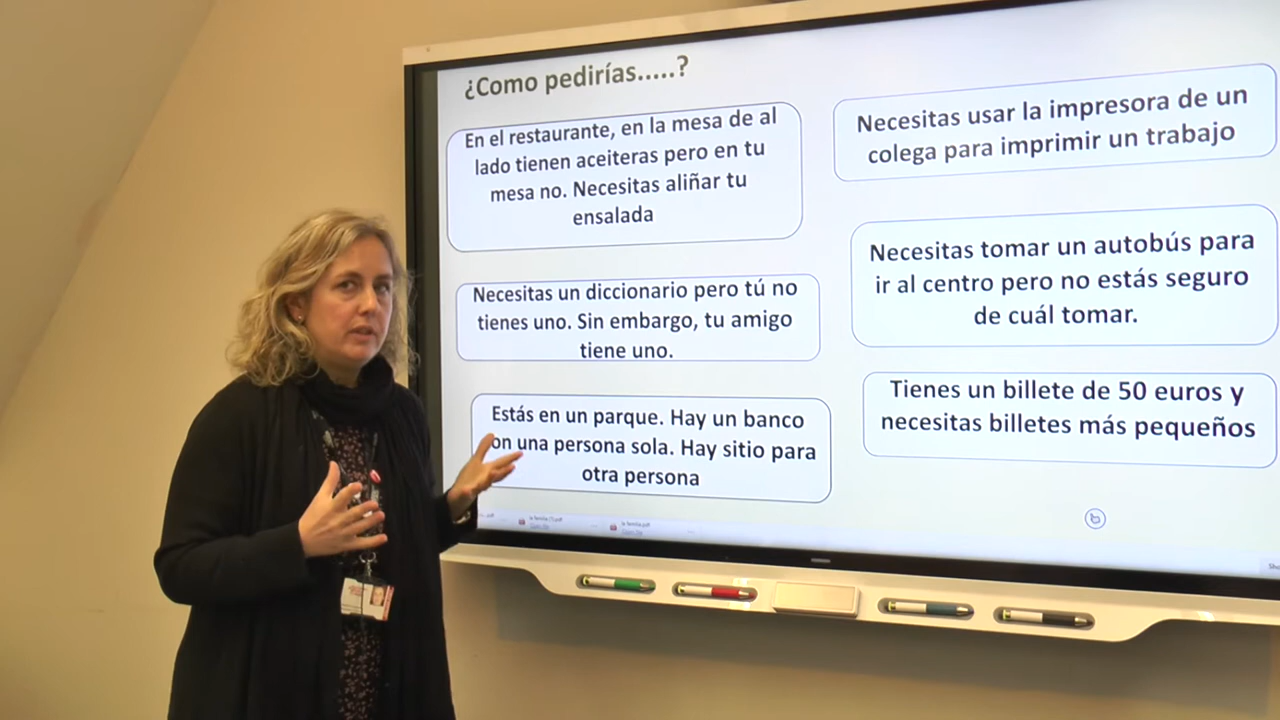 ¿Como pedirías.....?
En el restaurante, en la mesa de al
lado tienen aceiteras pero en tu
mesa no. Necesitas aliñar tu
ensalada
Necesitas un diccionario pero tú no
tienes uno. Sin embargo, tu amigo
tiene uno.
Estás en un parque. Hay un banco
on una persona sola. Hay sitio para
otra persona
Necesitas usar la impresora de un
colega para imprimir un trabajo
Necesitas tomar un autobús para
ir al centro pero no estás seguro
de cuál tomar.
Tienes un billete de 50 euros y
necesitas billetes más pequeños